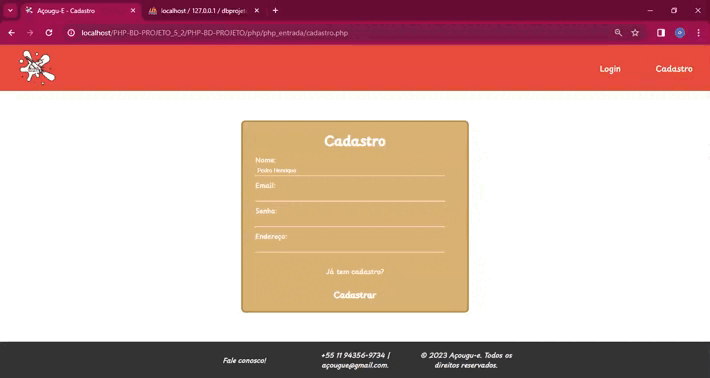 Açougu-E - Cadastro
localhost / 127.0.0.1 / dbprojet
localhost/PHP-BD-PROJETO_5_2/PHP-BD-PROJETO/php/php_entrada/cadastro.php
Login Cadastro
Cadastro
Nome:
Pedro Henrique
Email:
Senha:
Endereço:
Já tem cadastro?
Cadastrar
Fale conosco!
+55 11 94356-9734 |
açougue@gmail.com.
© 2023 Açougu-e. Todos os
direitos reservados.